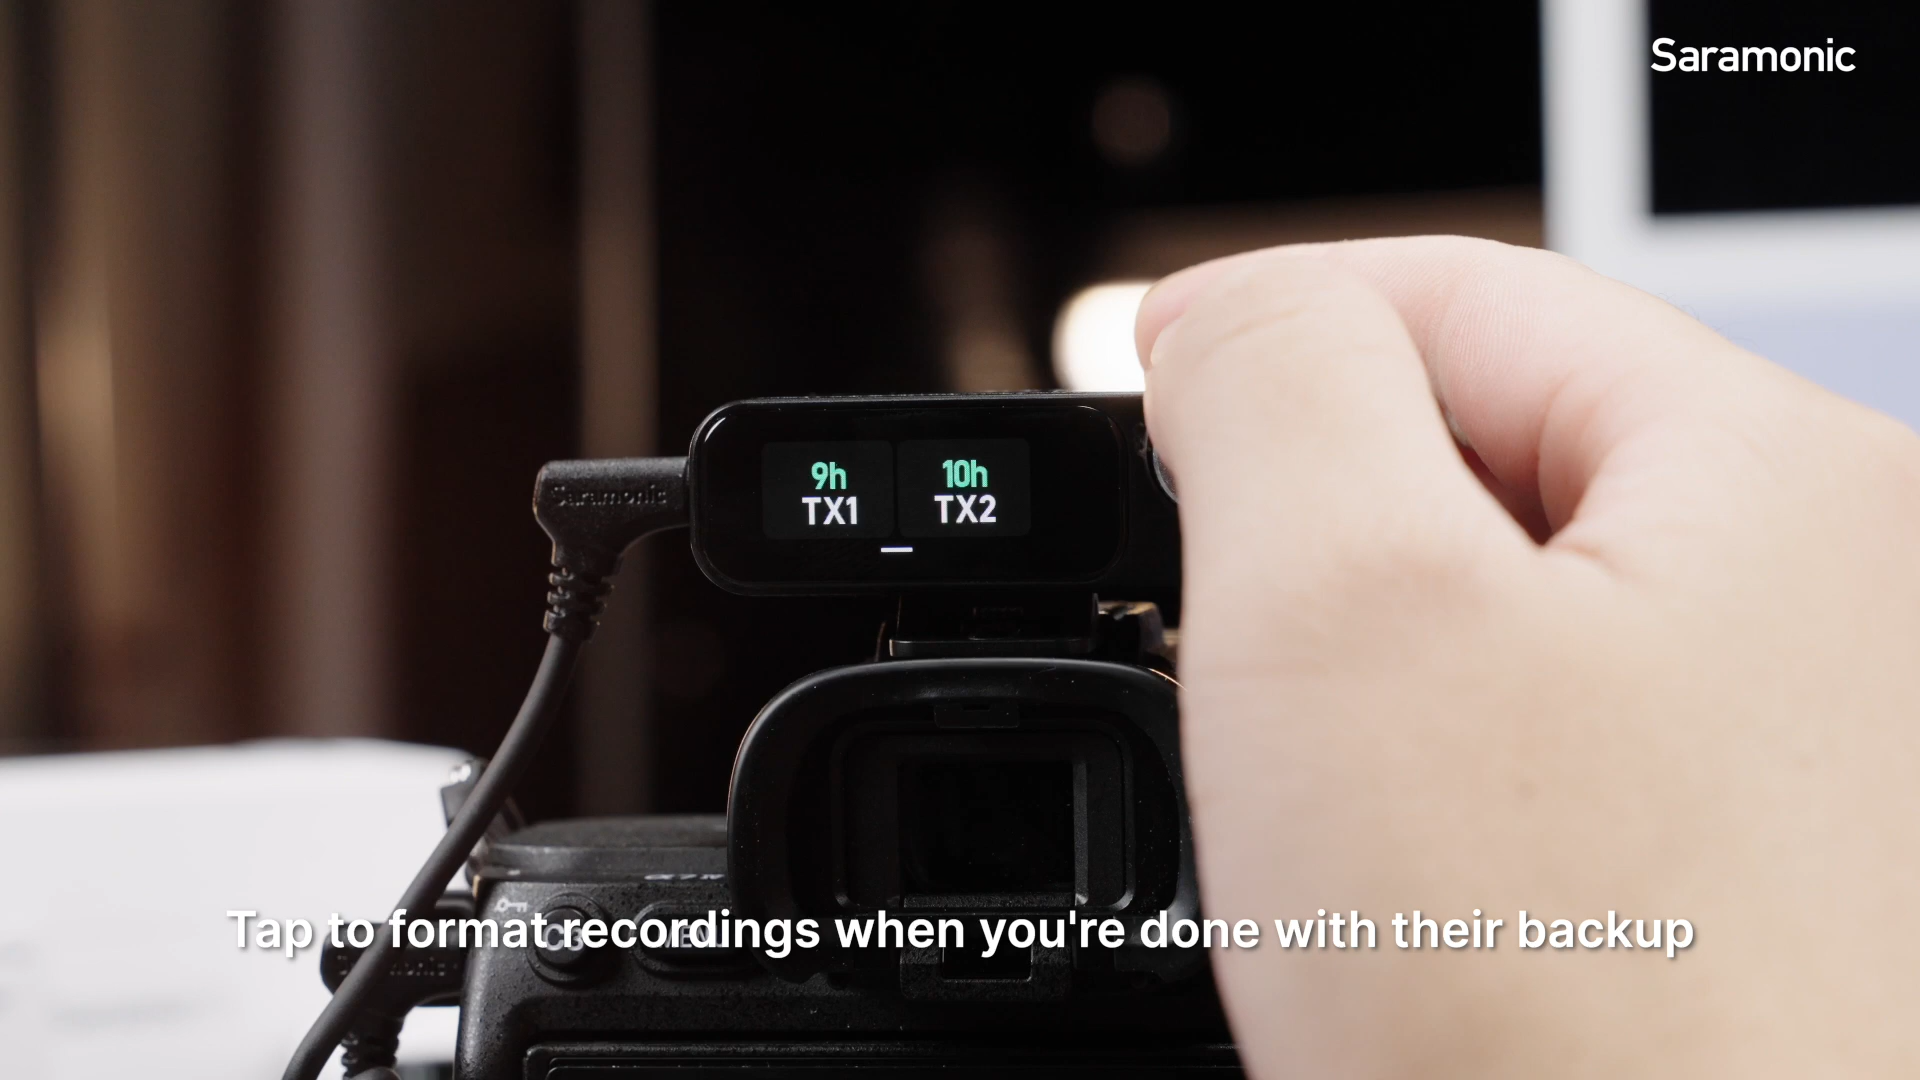 Saramonic
9h
TX1
10h
TX2
Saramonic
Tap to format recordings when you're done with their backup